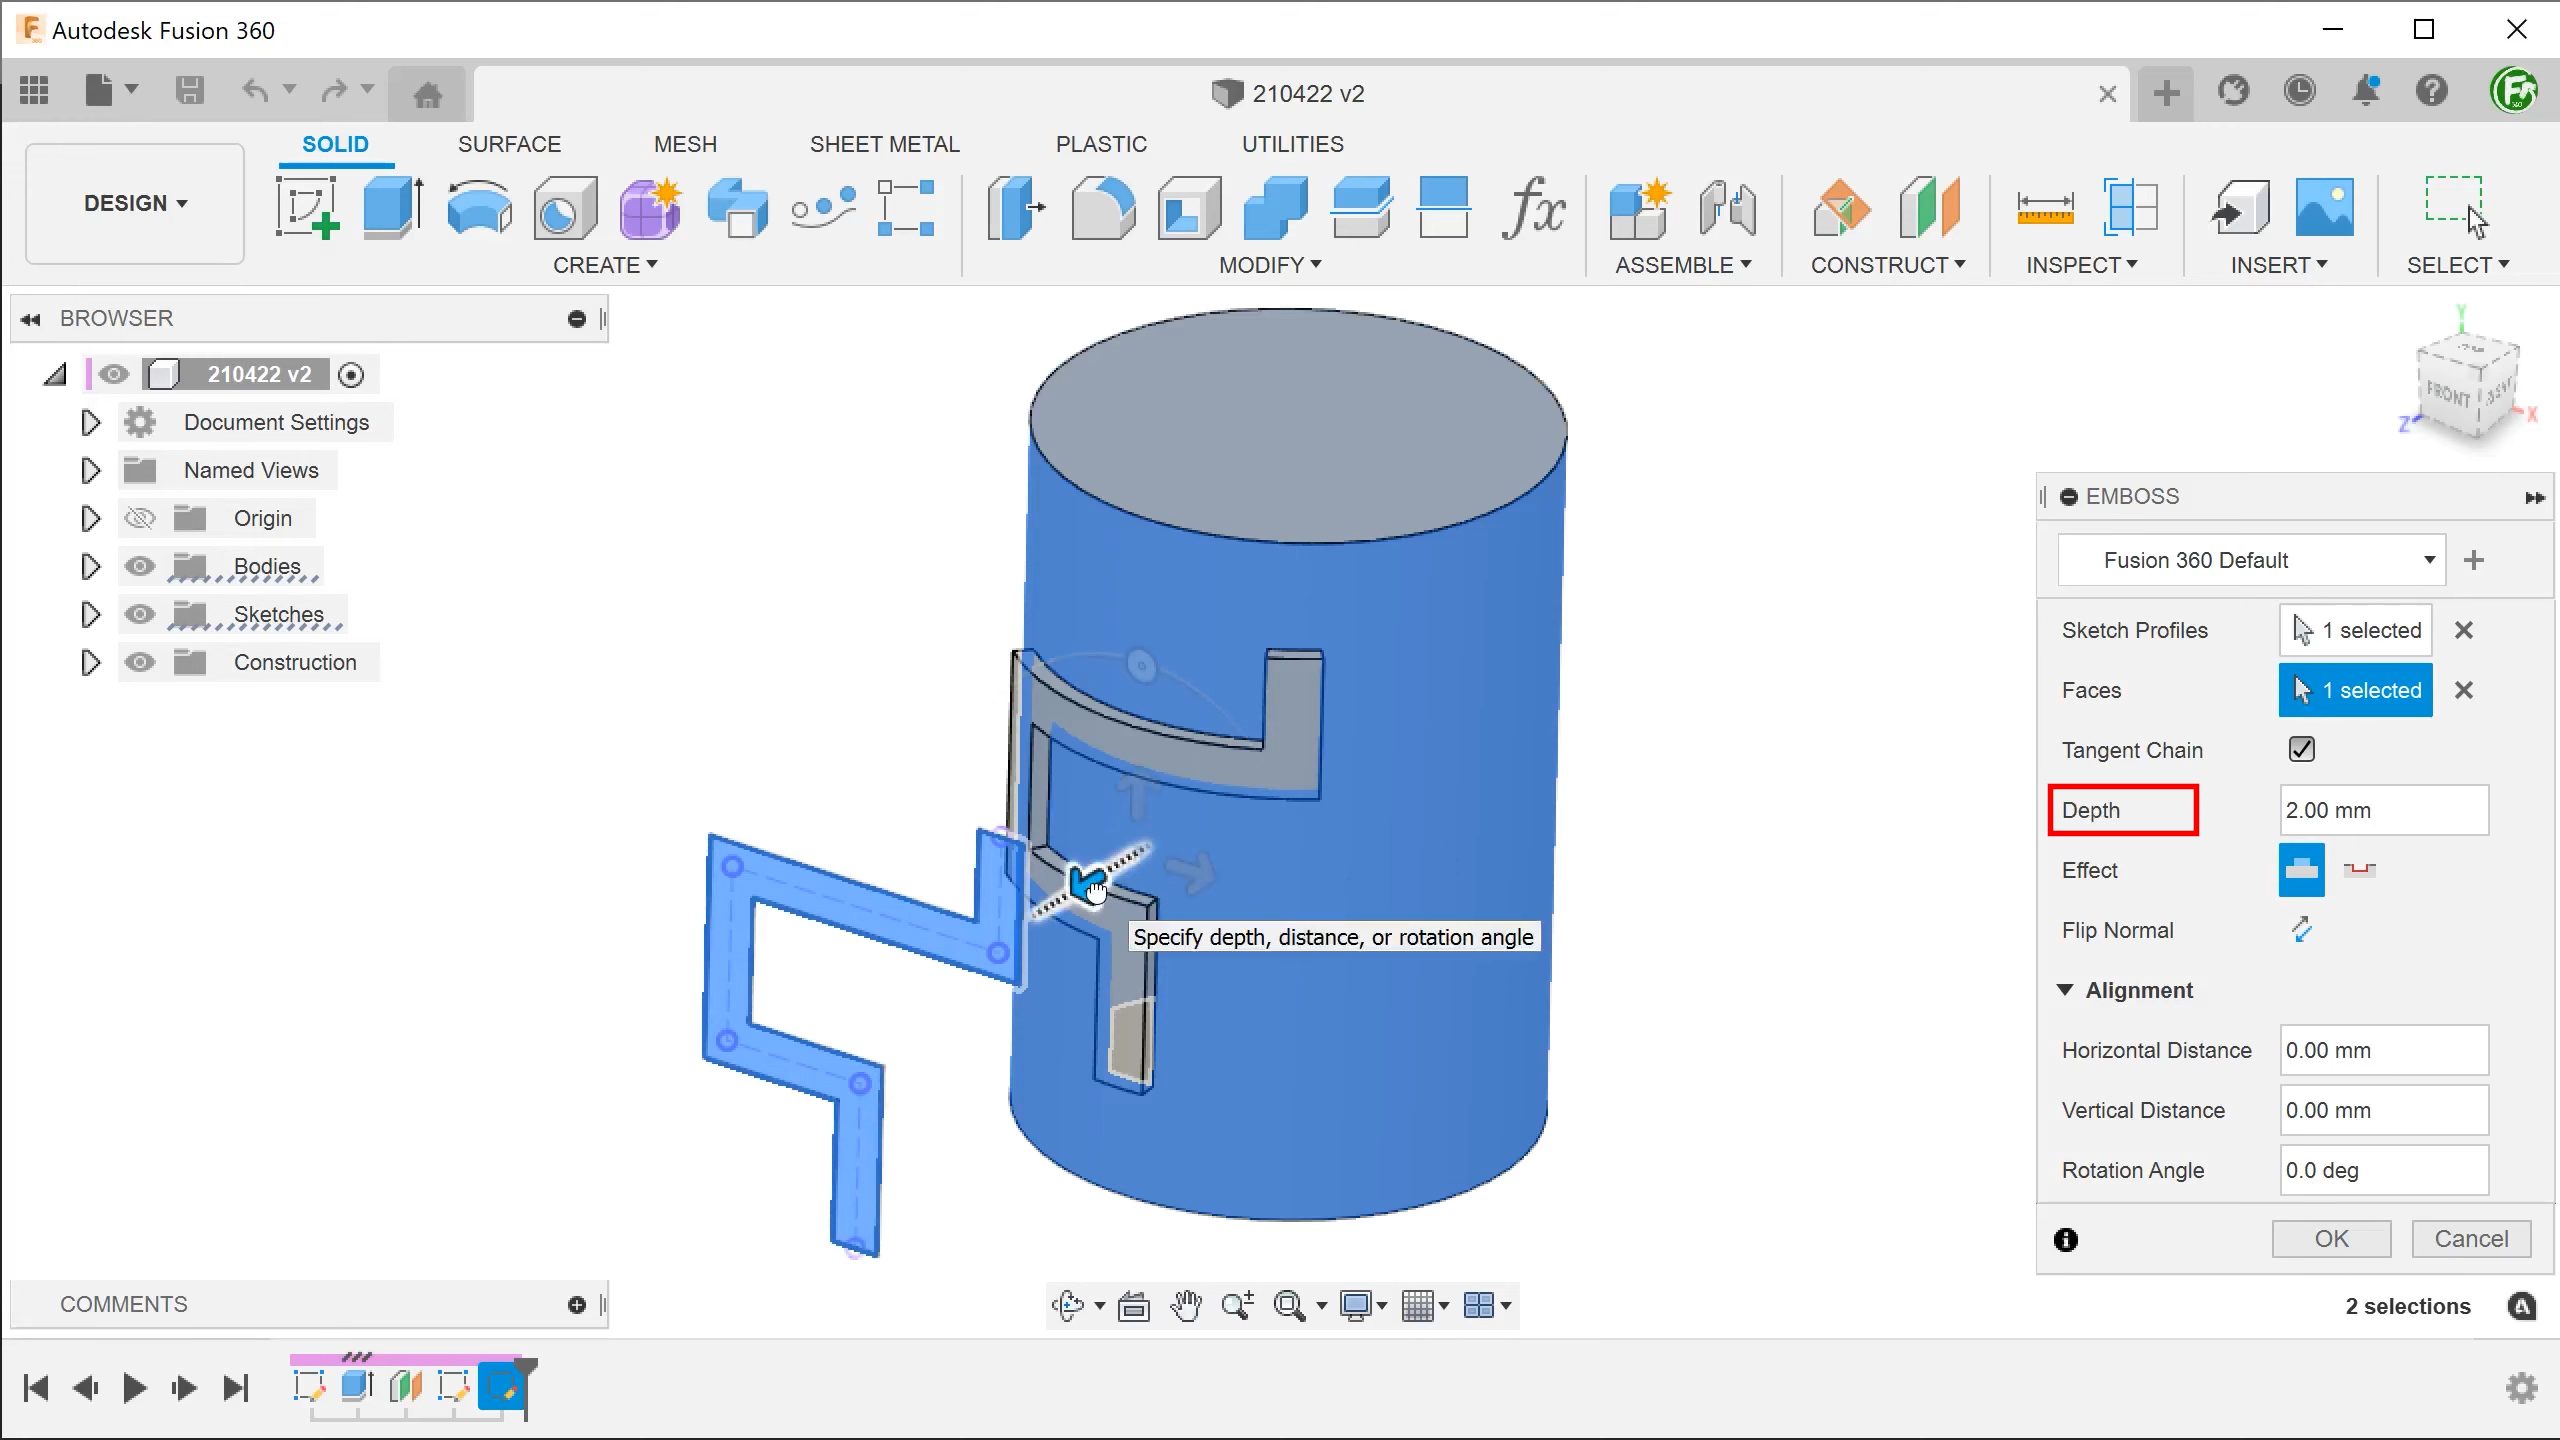 Autodesk Fusion 360
210422 v2
SOLID
SURFACE
MESH
SHEET METAL
PLASTIC
UTILITIES
DESIGN
CREATE
MODIFY
ASSEMBLE
CONSTRUCT
INSPECT
INSERT
SELECT
BROWSER
210422 v2
Document Settings
Named Views
Origin
Bodies
Sketches
Construction
Y
FRONT
Z
X
EMBOSS
Fusion 360 Default
Sketch Profiles
1 selected
Faces
1 selected
Tangent Chain
Depth
2.00 mm
Effect
Flip Normal
Alignment
Horizontal Distance
0.00 mm
Vertical Distance
0.00 mm
Rotation Angle
0.0 deg
OK
Cancel
Specify depth, distance, or rotation angle
COMMENTS
2 selections